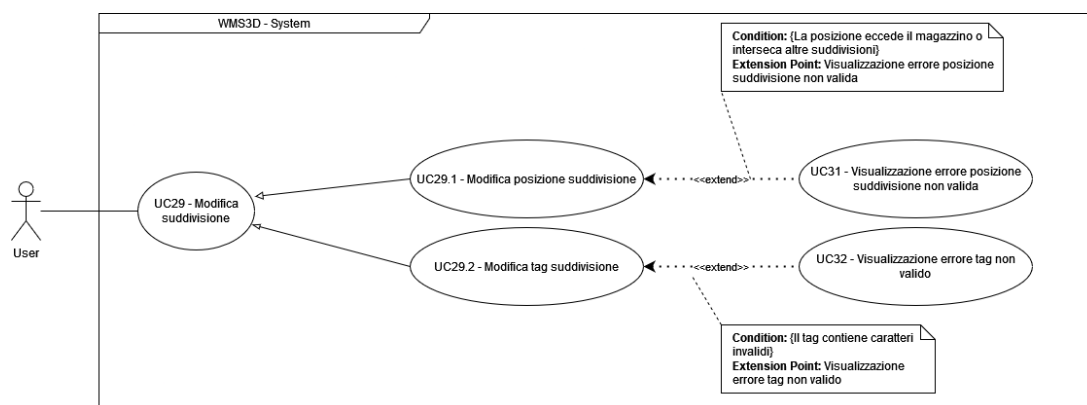 WMS3D - System
Condition: {La posizione eccede il magazzino o
interseca altre suddivisioni}
Extension Point: Visualizzazione errore posizione
suddivisione non valida
UC29.1 - Modifica posizione suddivisione
<<extend>>
UC31 - Visualizzazione errore posizione
suddivisione non valida
UC29 - Modifica
suddivisione
User
UC29.2 - Modifica tag suddivisione
<<extend>>
UC32 - Visualizzazione errore tag non
valido
Condition: {Il tag contiene caratteri
invalidi}
Extension Point: Visualizzazione
errore tag non valido